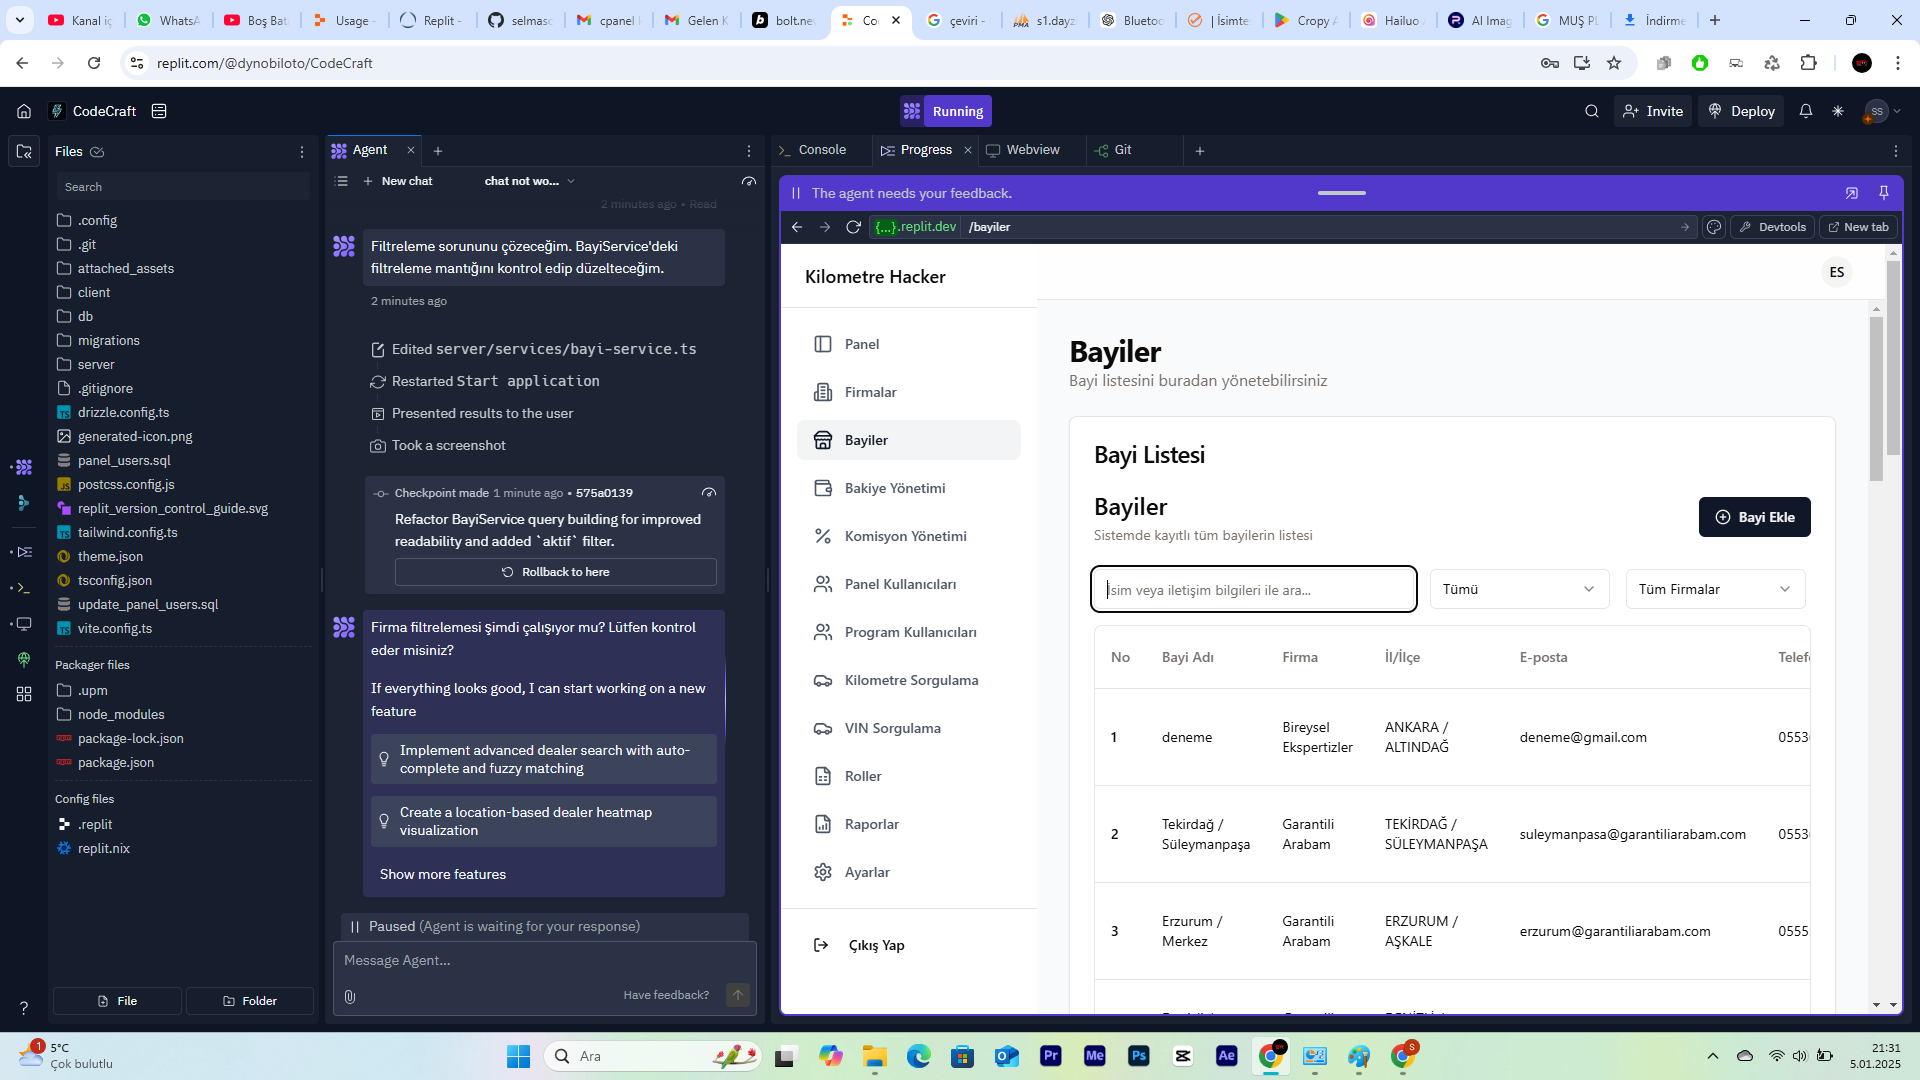 Kanal iç
WhatsA
Boş Bat
Usage -
Replit -
selmasc
cpanel
Gelen K
bolt.ne
Co
çeviri -
s1.dayz
Bluetoo
| İsimte
Cropy A
Hailuo
AI Imag
MUŞ PL
İndirme
replit.com/@dynobiloto/CodeCraft
CodeCraft
Running
Invite
Deploy
SS
Files
Search
.config
.git
attached_assets
client
db
migrations
server
.gitignore
drizzle.config.ts
generated-icon.png
panel_users.sql
postcss.config.js
replit_version_control_guide.svg
tailwind.config.ts
theme.json
tsconfig.json
update_panel_users.sql
vite.config.ts
Packager files
.upm
node_modules
package-lock.json
package.json
Config files
.replit
replit.nix
File
Folder
Agent
New chat
chat not wo...
2 minutes ago • Read
Filtreleme sorununu çözeceğim. BayiService'deki
filtreleme mantığını kontrol edip düzelteceğim.
2 minutes ago
Edited server/services/bayi-service.ts
Restarted Start application
Presented results to the user
Took a screenshot
Checkpoint made 1 minute ago • 575a0139
Refactor BayiService query building for improved
readability and added `aktif` filter.
Rollback to here
Firma filtrelemesi şimdi çalışıyor mu? Lütfen kontrol
eder misiniz?
If everything looks good, I can start working on a new
feature
Implement advanced dealer search with auto-
complete and fuzzy matching
Create a location-based dealer heatmap
visualization
Show more features
Paused (Agent is waiting for your response)
Message Agent...
Have feedback?
Console
Progress
Webview
Git
The agent needs your feedback.
{...}.replit.dev /bayiler
Devtools
New tab
Kilometre Hacker
ES
Panel
Firmalar
Bayiler
Bakiye Yönetimi
Komisyon Yönetimi
Panel Kullanıcıları
Program Kullanıcıları
Kilometre Sorgulama
VIN Sorgulama
Roller
Raporlar
Ayarlar
Çıkış Yap
Bayiler
Bayi listesini buradan yönetebilirsiniz
Bayi Listesi
Bayiler
Sistemde kayıtlı tüm bayilerin listesi
Bayi Ekle
İsim veya iletişim bilgileri ile ara...
Tümü
Tüm Firmalar
No Bayi Adı Firma İl/İlçe E-posta Telef
1 deneme Bireysel Ekspertizler ANKARA / ALTINDAĞ deneme@gmail.com 0553
2 Tekirdağ / Süleymanpaşa Garantili Arabam TEKİRDAĞ / SÜLEYMANPAŞA suleymanpasa@garantiliarabam.com 0553
3 Erzurum / Merkez Garantili Arabam ERZURUM / AŞKALE erzurum@garantiliarabam.com 0555
1
5°C
Çok bulutlu
Ara
Pr
Me
Ps
Ae
S
21:31
5.01.2025